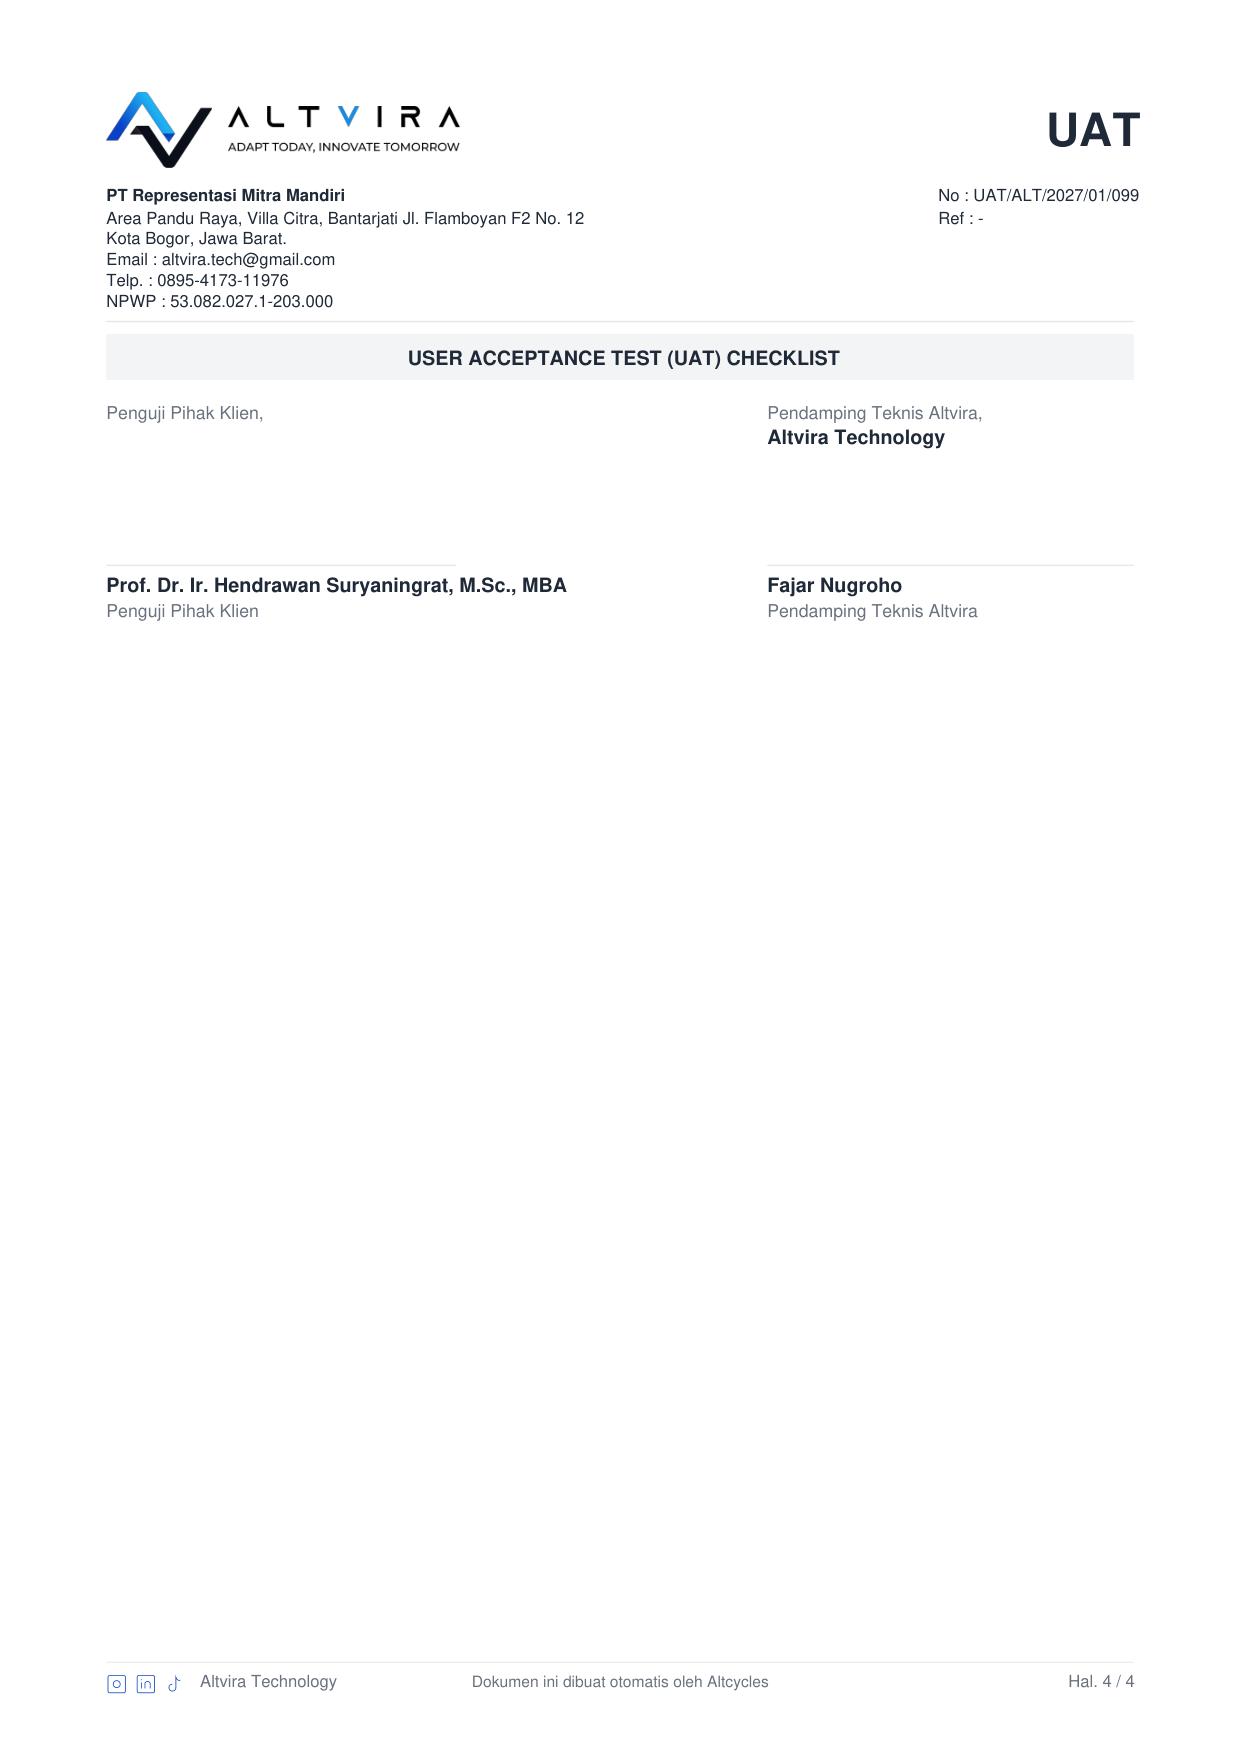 ALTVIRA
ADAPT TODAY, INNOVATE TOMORROW
UAT
PT Representasi Mitra Mandiri
Area Pandu Raya, Villa Citra, Bantarjati Jl. Flamboyan F2 No. 12
Kota Bogor, Jawa Barat.
Email : altvira.tech@gmail.com
Telp. : 0895-4173-11976
NPWP : 53.082.027.1-203.000
No : UAT/ALT/2027/01/099
Ref : -
USER ACCEPTANCE TEST (UAT) CHECKLIST
Penguji Pihak Klien,
Prof. Dr. Ir. Hendrawan Suryaningrat, M.Sc., MBA
Penguji Pihak Klien
Pendamping Teknis Altvira,
Altvira Technology
Fajar Nugroho
Pendamping Teknis Altvira
Altvira Technology
Dokumen ini dibuat otomatis oleh Altcycles
Hal. 4 / 4